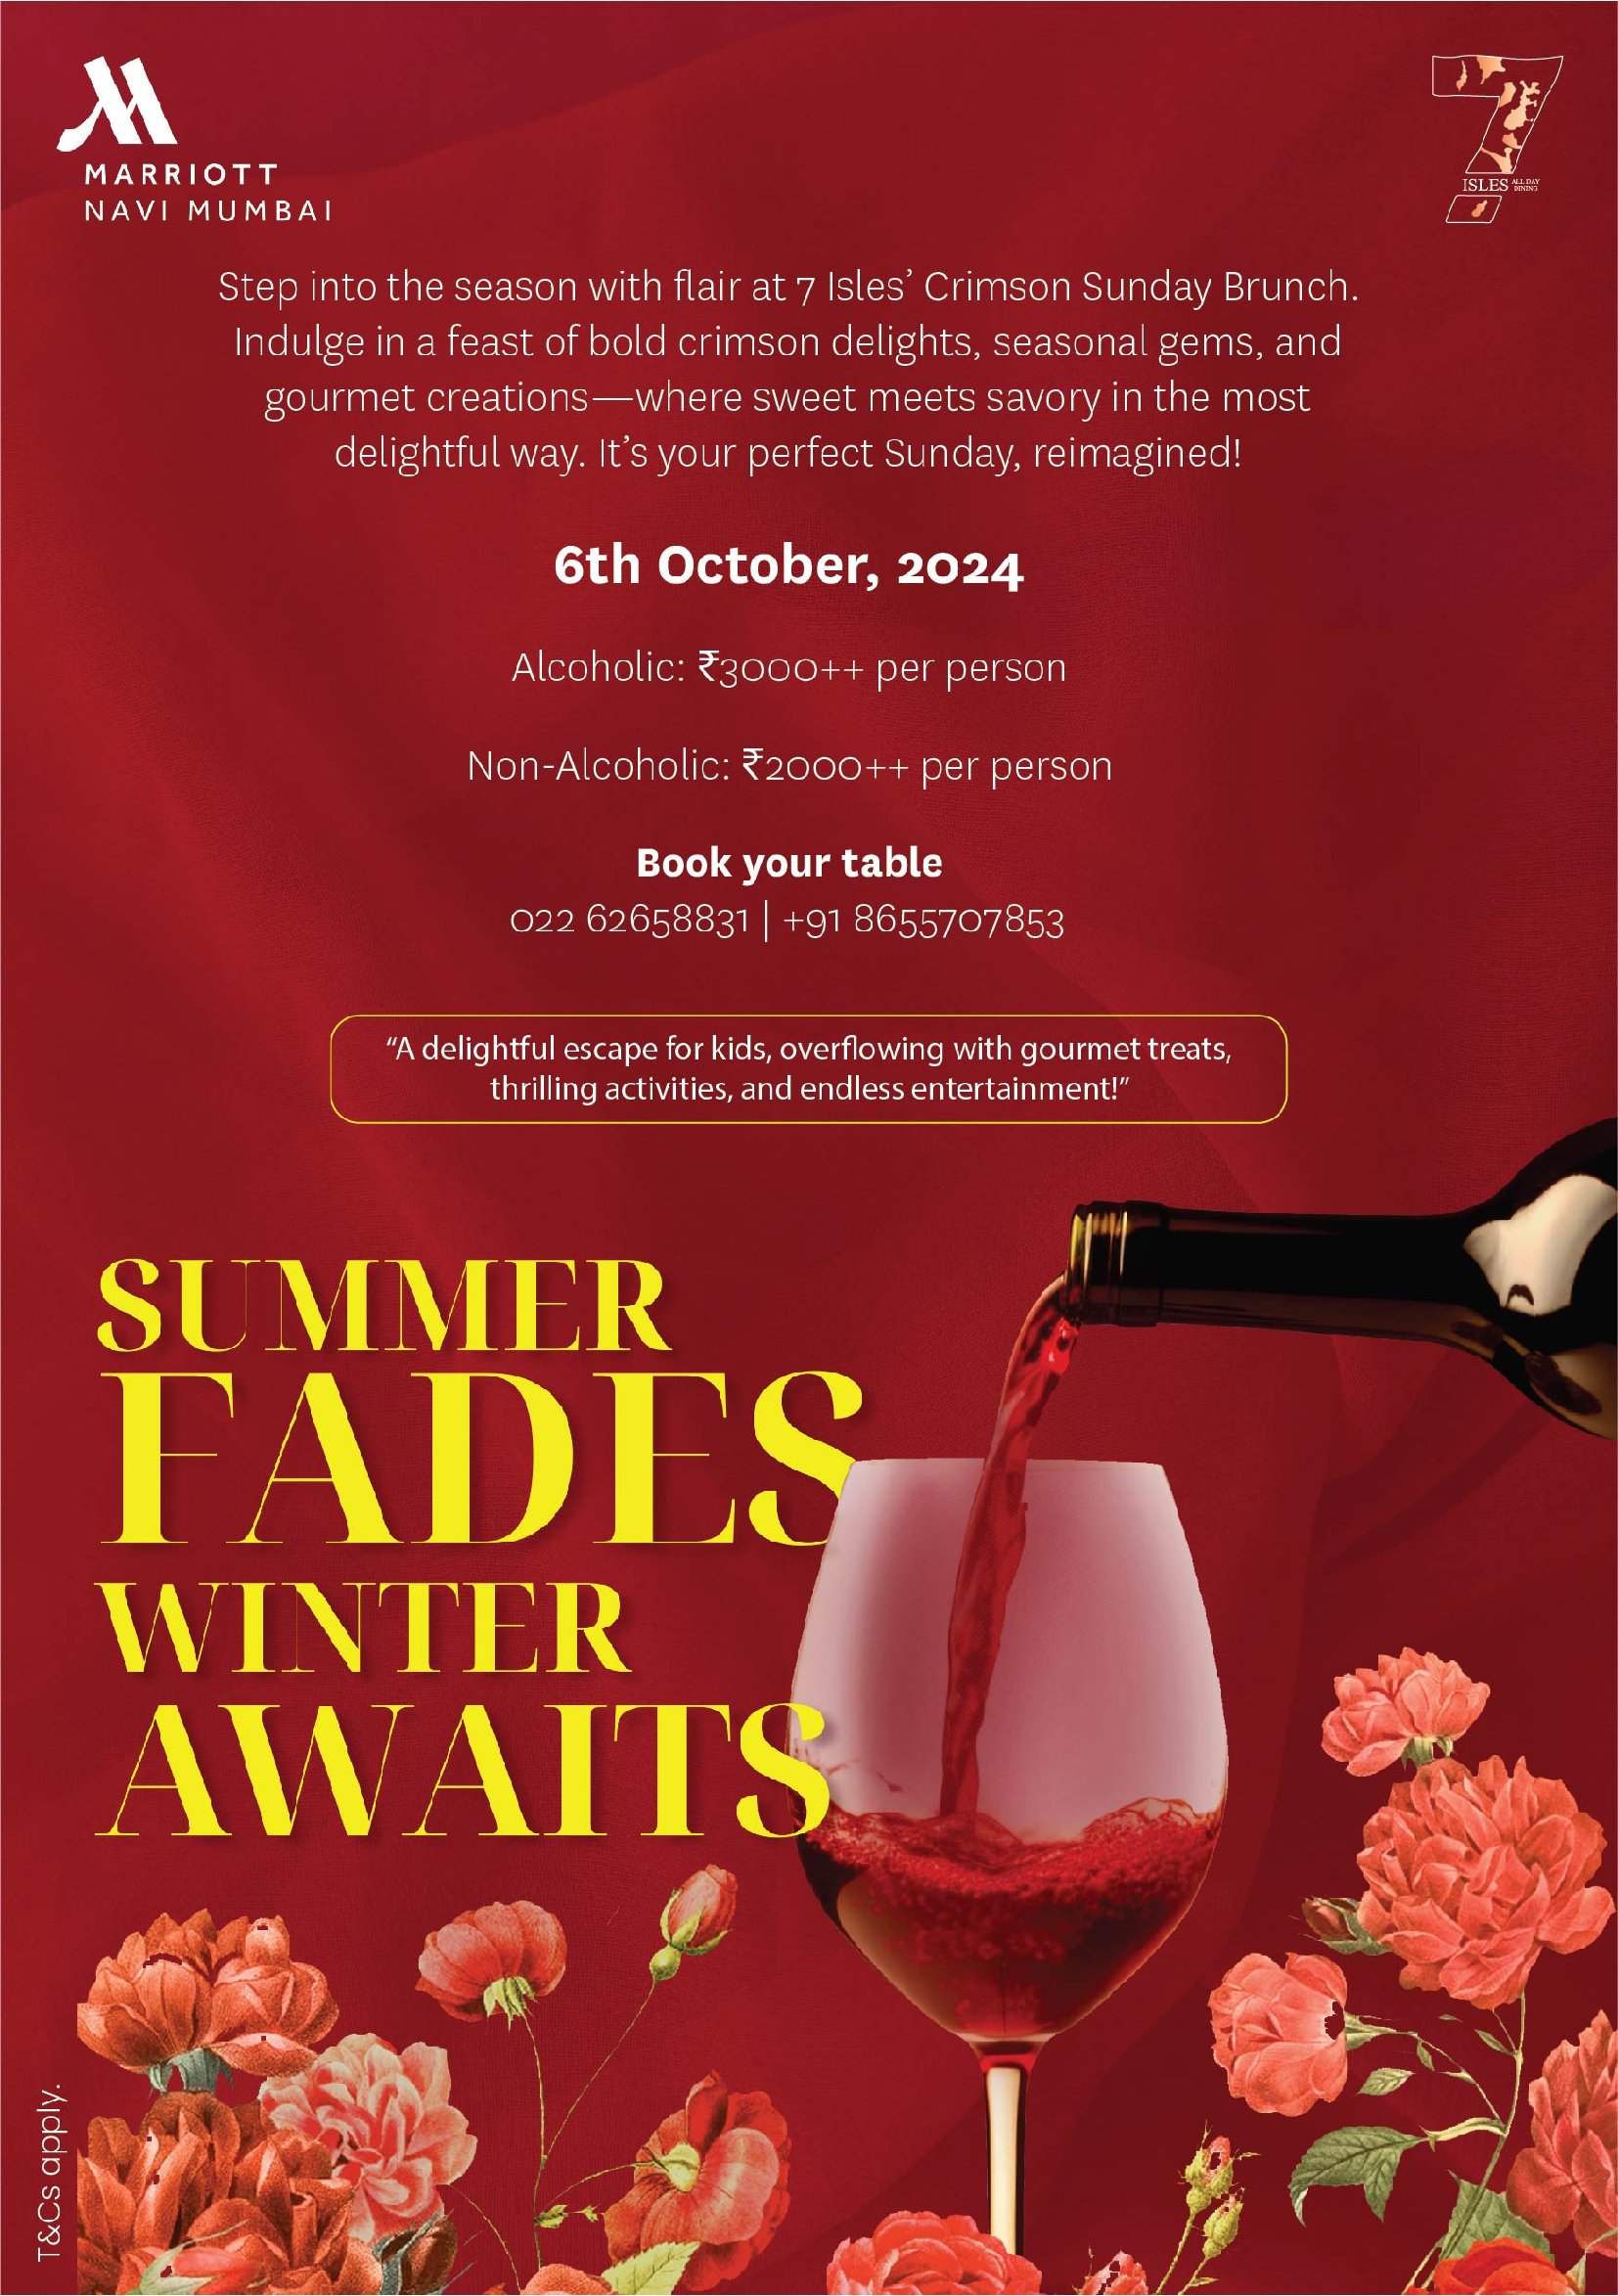 MARRIOTT
NAVI MUMBAI
7
ISLES ALL DAY
DINING
Step into the season with flair at 7 Isles’ Crimson Sunday Brunch.
Indulge in a feast of bold crimson delights, seasonal gems, and
gourmet creations—where sweet meets savory in the most
delightful way. It’s your perfect Sunday, reimagined!
6th October, 2024
Alcoholic: ₹3000++ per person
Non-Alcoholic: ₹2000++ per person
Book your table
022 62658831 | +91 8655707853
“A delightful escape for kids, overflowing with gourmet treats,
thrilling activities, and endless entertainment!”
SUMMER
FADES
WINTER
AWAITS
T&Cs apply.